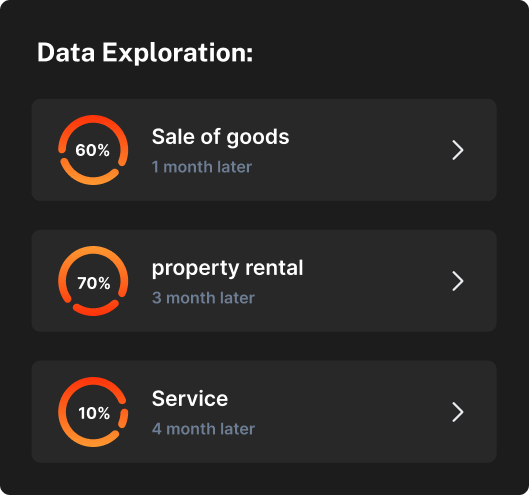 Data Exploration:
60%
Sale of goods
1 month later
70%
property rental
3 month later
10%
Service
4 month later